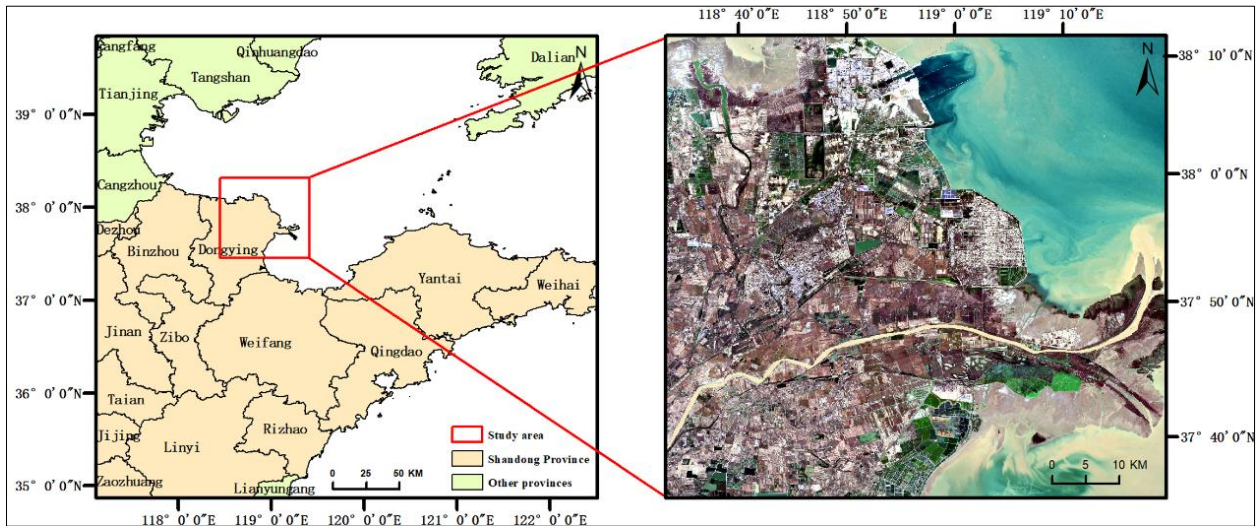 118° 40′0″E 118° 50′0″E 119° 0′0″E 119° 10′0″E
Qinhuangdao
Tangshan
Tianjing
Dalian
N
N
39° 0′0″N
38° 10′0″N
Cangzhou
38° 0′0″N
38° 0′0″N
Dezhou
Binzhou
Dongying
Yantai
Weihai
37° 0′0″N
37° 50′0″N
Jinan
Zibo
Weifang
Qingdao
36° 0′0″N
Taian
Jijing
Linyi
Rizhao
Study area
Shandong Province
Other provinces
37° 40′0″N
35° 0′0″N
Zaozhuang
Lianyungang
0 25 50 KM
0 5 10 KM
118° 0′0″E 119° 0′0″E 120° 0′0″E 121° 0′0″E 122° 0′0″E